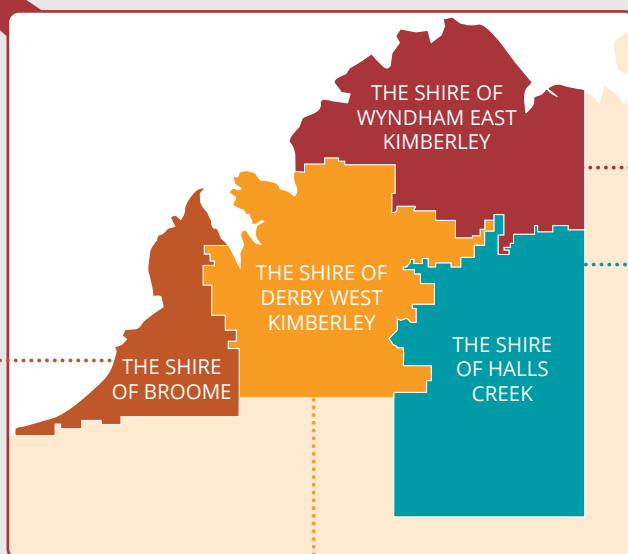 THE SHIRE OF
WYNDHAM EAST
KIMBERLEY
THE SHIRE OF
DERBY WEST
KIMBERLEY
THE SHIRE
OF HALLS
CREEK
THE SHIRE
OF BROOME